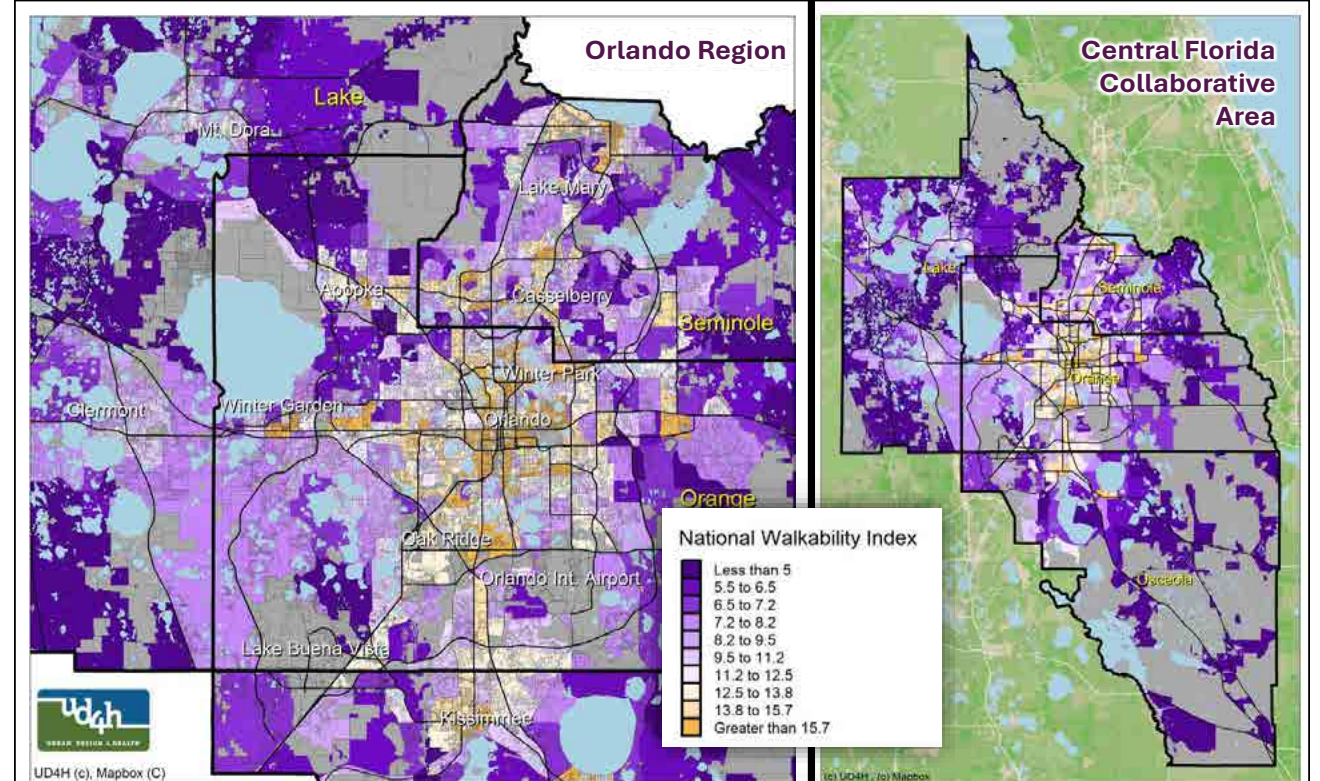 Orlando Region
Lake
Mt. Dora
Lake Mary
Apopka
Casselberry
Seminole
Winter Park
Clermont
Winter Garden
Orlando
Orange
Oak Ridge
Orlando Int. Airport
Lake Buena Vista
Kissimmee
ud4h
URBAN DESIGN 4 HEALTH
UD4H (c), Mapbox (C)
Central Florida
Collaborative
Area
Lake
Seminole
Orange
Osceola
National Walkability Index
Less than 5
5.5 to 6.5
6.5 to 7.2
7.2 to 8.2
8.2 to 9.5
9.5 to 11.2
11.2 to 12.5
12.5 to 13.8
13.8 to 15.7
Greater than 15.7
(c) UD4H , (c) Mapbox